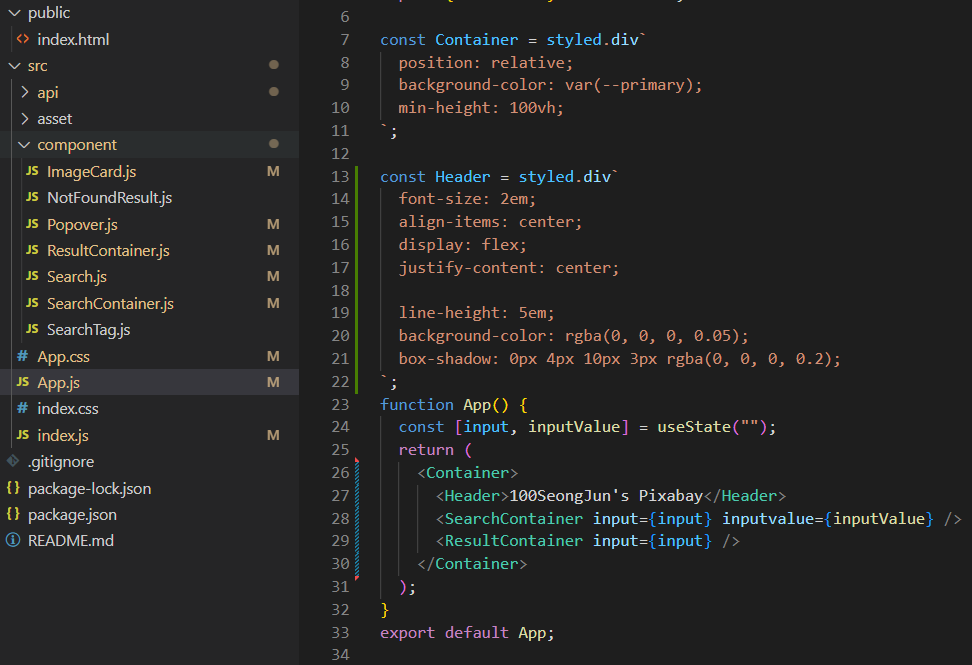 public
index.html
src
api
asset
component
JS ImageCard.js M
JS NotFoundResult.js
JS Popover.js M
JS ResultContainer.js M
JS Search.js M
JS SearchContainer.js M
JS SearchTag.js
# App.css M
JS App.js M
# index.css
JS index.js M
.gitignore
{} package-lock.json
{} package.json
README.md
6
7 const Container = styled.div`
8 position: relative;
9 background-color: var(--primary);
10 min-height: 100vh;
11 `;
12
13 const Header = styled.div`
14 font-size: 2em;
15 align-items: center;
16 display: flex;
17 justify-content: center;
18
19 line-height: 5em;
20 background-color: rgba(0, 0, 0, 0.05);
21 box-shadow: 0px 4px 10px 3px rgba(0, 0, 0, 0.2);
22 `;
23 function App() {
24 const [input, inputValue] = useState("");
25 return (
26 <Container>
27 <Header>100SeongJun's Pixabay</Header>
28 <SearchContainer input={input} inputvalue={inputValue} />
29 <ResultContainer input={input} />
30 </Container>
31 );
32 }
33 export default App;
34